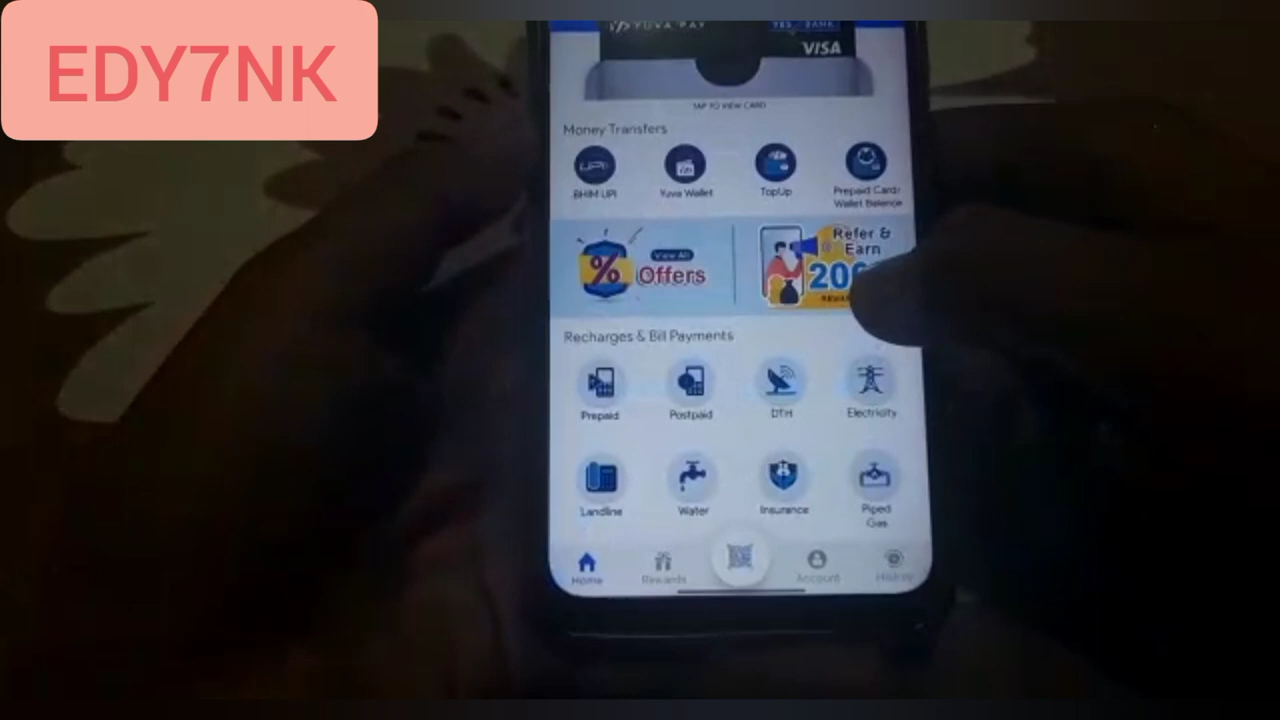 EDY7NK
YUVA PAY
YES BANK
VISA
TAP TO VIEW CARD
Money Transfers
UPI
BHIM UPI
Yuva Wallet
TopUp
Prepaid Card/
Wallet Balance
View All
% Offers
Refer &
Earn
Recharges & Bill Payments
Prepaid
Postpaid
DTH
Electricity
Landline
Water
Insurance
Piped
Gas
Home
Rewards
Account
History